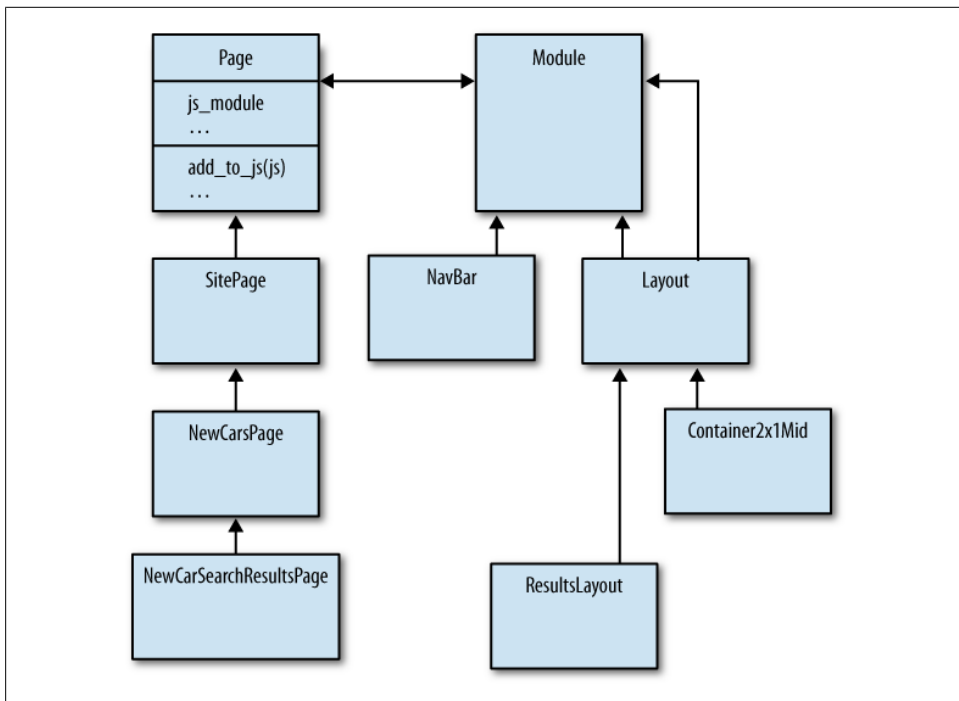 Page
js_module
...
add_to_js(js)
...
Module
SitePage
NavBar
Layout
NewCarsPage
Container2x1Mid
NewCarSearchResultsPage
ResultsLayout